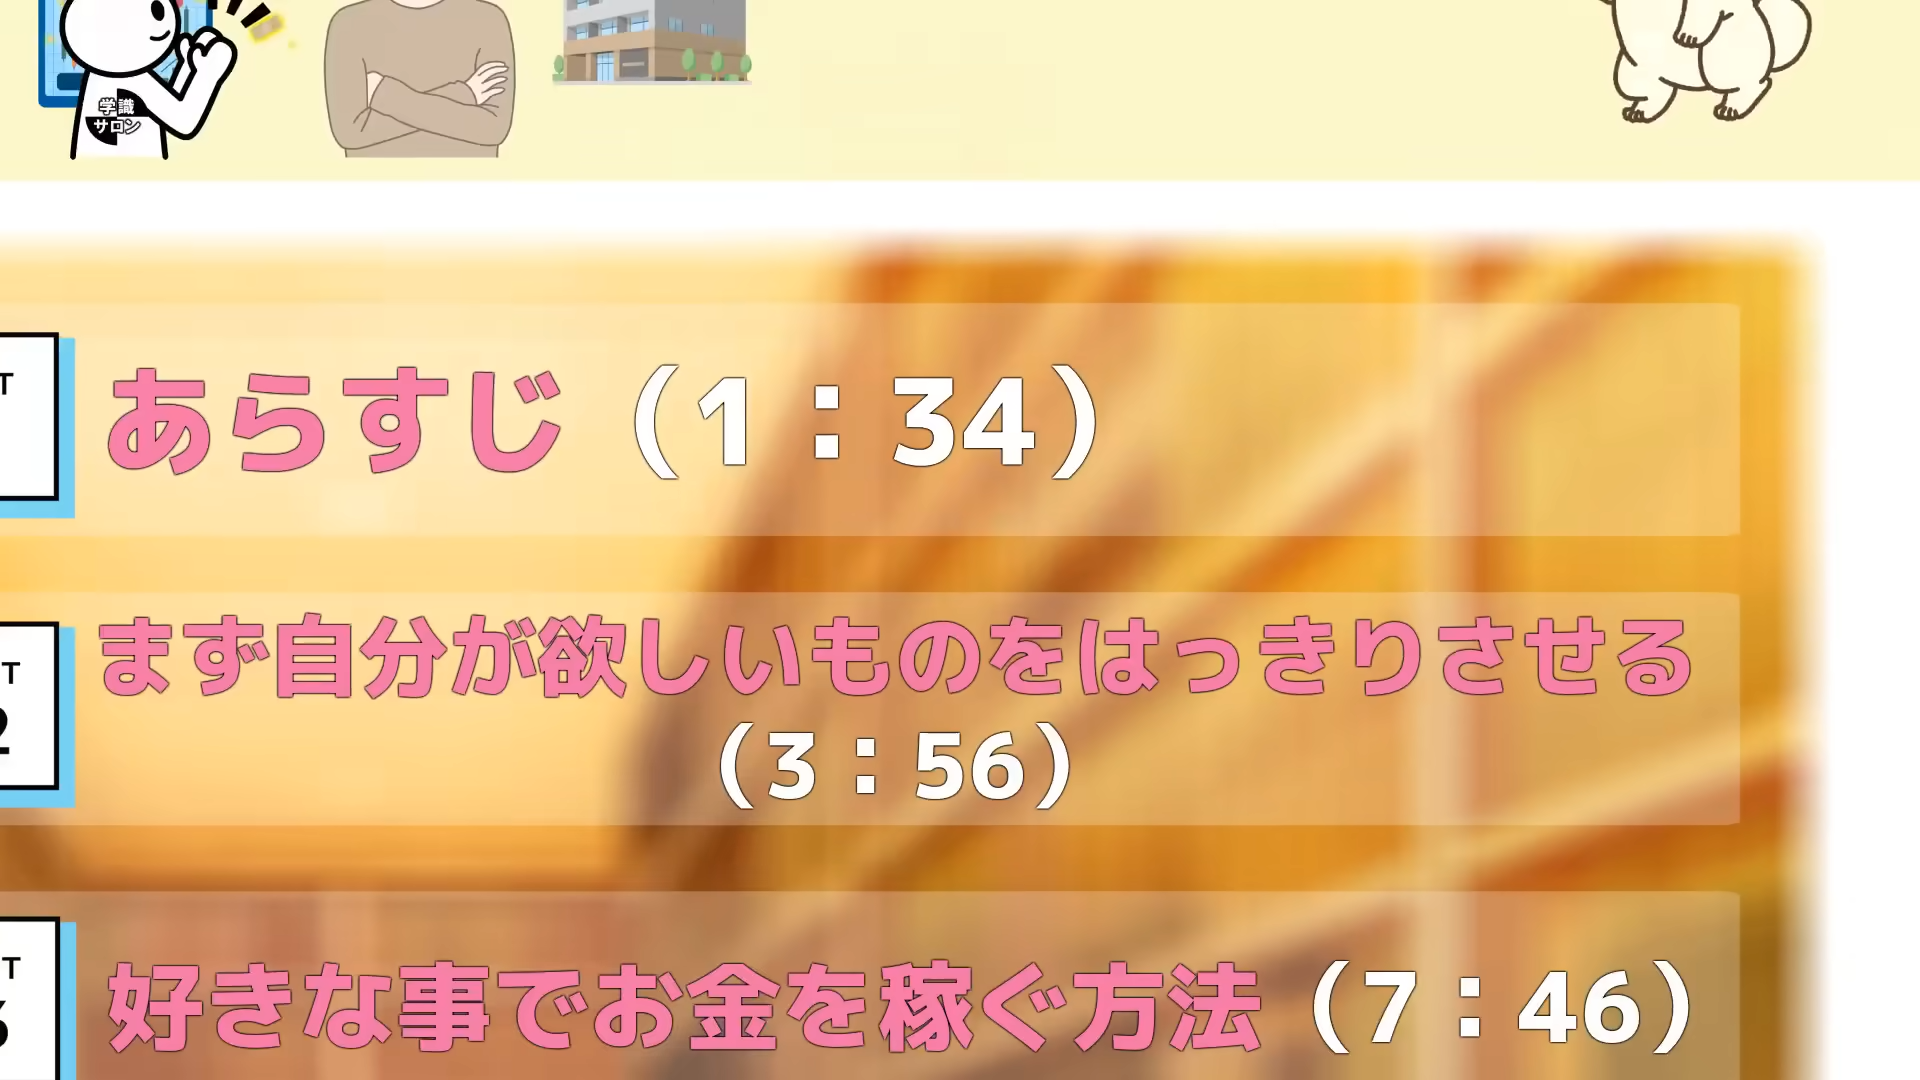 学識
サロン
T
あらすじ（1：34）
T
2
まず自分が欲しいものをはっきりさせる
（3：56）
T
好きな事でお金を稼ぐ方法（7：46）